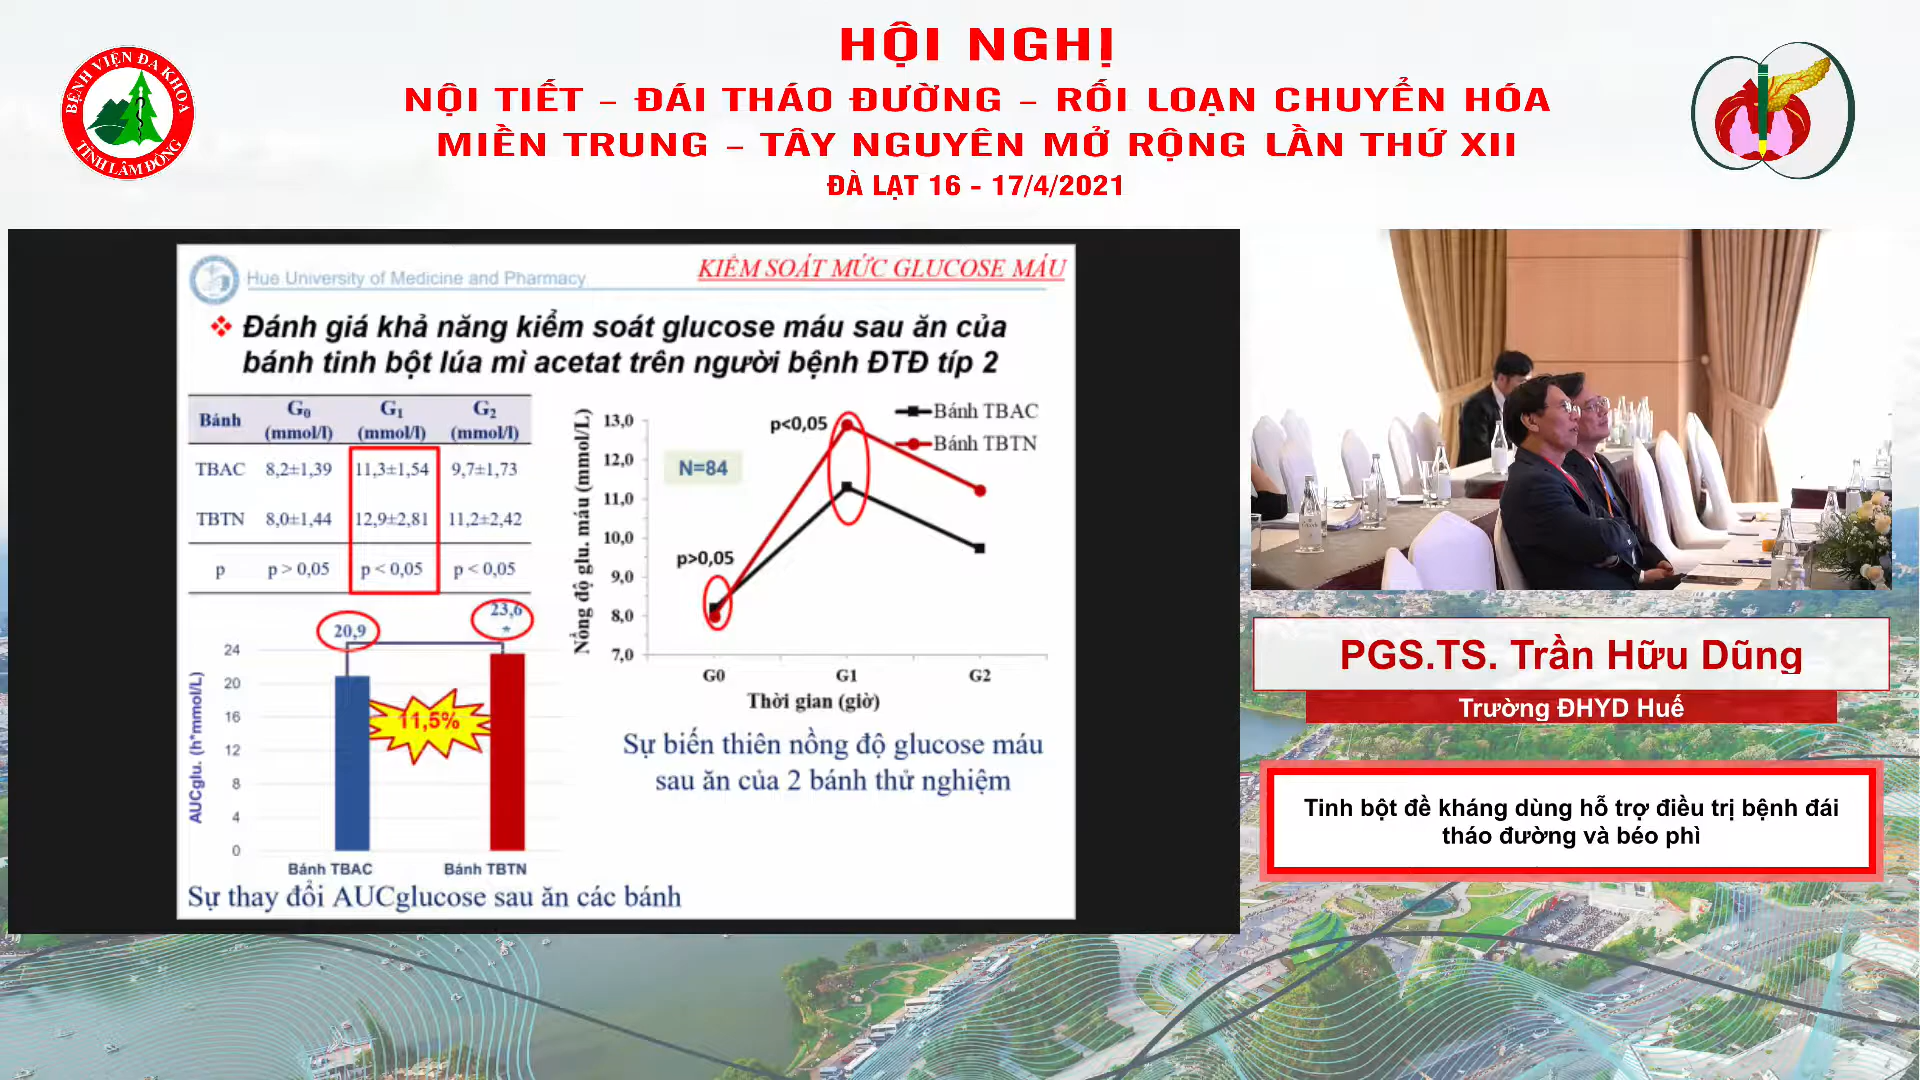 HỘI NGHỊ
NỘI TIẾT – ĐÁI THÁO ĐƯỜNG – RỐI LOẠN CHUYỂN HÓA
MIỀN TRUNG – TÂY NGUYÊN MỞ RỘNG LẦN THỨ XII
ĐÀ LẠT 16 - 17/4/2021
BỆNH VIỆN ĐA KHOA
TỈNH LÂM ĐỒNG
Hue University of Medicine and Pharmacy
KIỂM SOÁT MỨC GLUCOSE MÁU
Đánh giá khả năng kiểm soát glucose máu sau ăn của
bánh tinh bột lúa mì acetat trên người bệnh ĐTĐ típ 2
Bánh G₀ (mmol/l) G₁ (mmol/l) G₂ (mmol/l)
TBAC 8,2±1,39 11,3±1,54 9,7±1,73
TBTN 8,0±1,44 12,9±2,81 11,2±2,42
p p > 0,05 p < 0,05 p < 0,05
20,9
23,6
*
11,5%
AUCglu. (h*mmol/L)
24
20
16
12
8
4
0
Bánh TBAC Bánh TBTN
Sự thay đổi AUCglucose sau ăn các bánh
Nồng độ glu. máu (mmol/L)
13,0
12,0
11,0
10,0
9,0
8,0
7,0
N=84
p>0,05
p<0,05
Bánh TBAC
Bánh TBTN
G0 G1 G2
Thời gian (giờ)
Sự biến thiên nồng độ glucose máu
sau ăn của 2 bánh thử nghiệm
PGS.TS. Trần Hữu Dũng
Trường ĐHYD Huế
Tinh bột đề kháng dùng hỗ trợ điều trị bệnh đái
tháo đường và béo phì